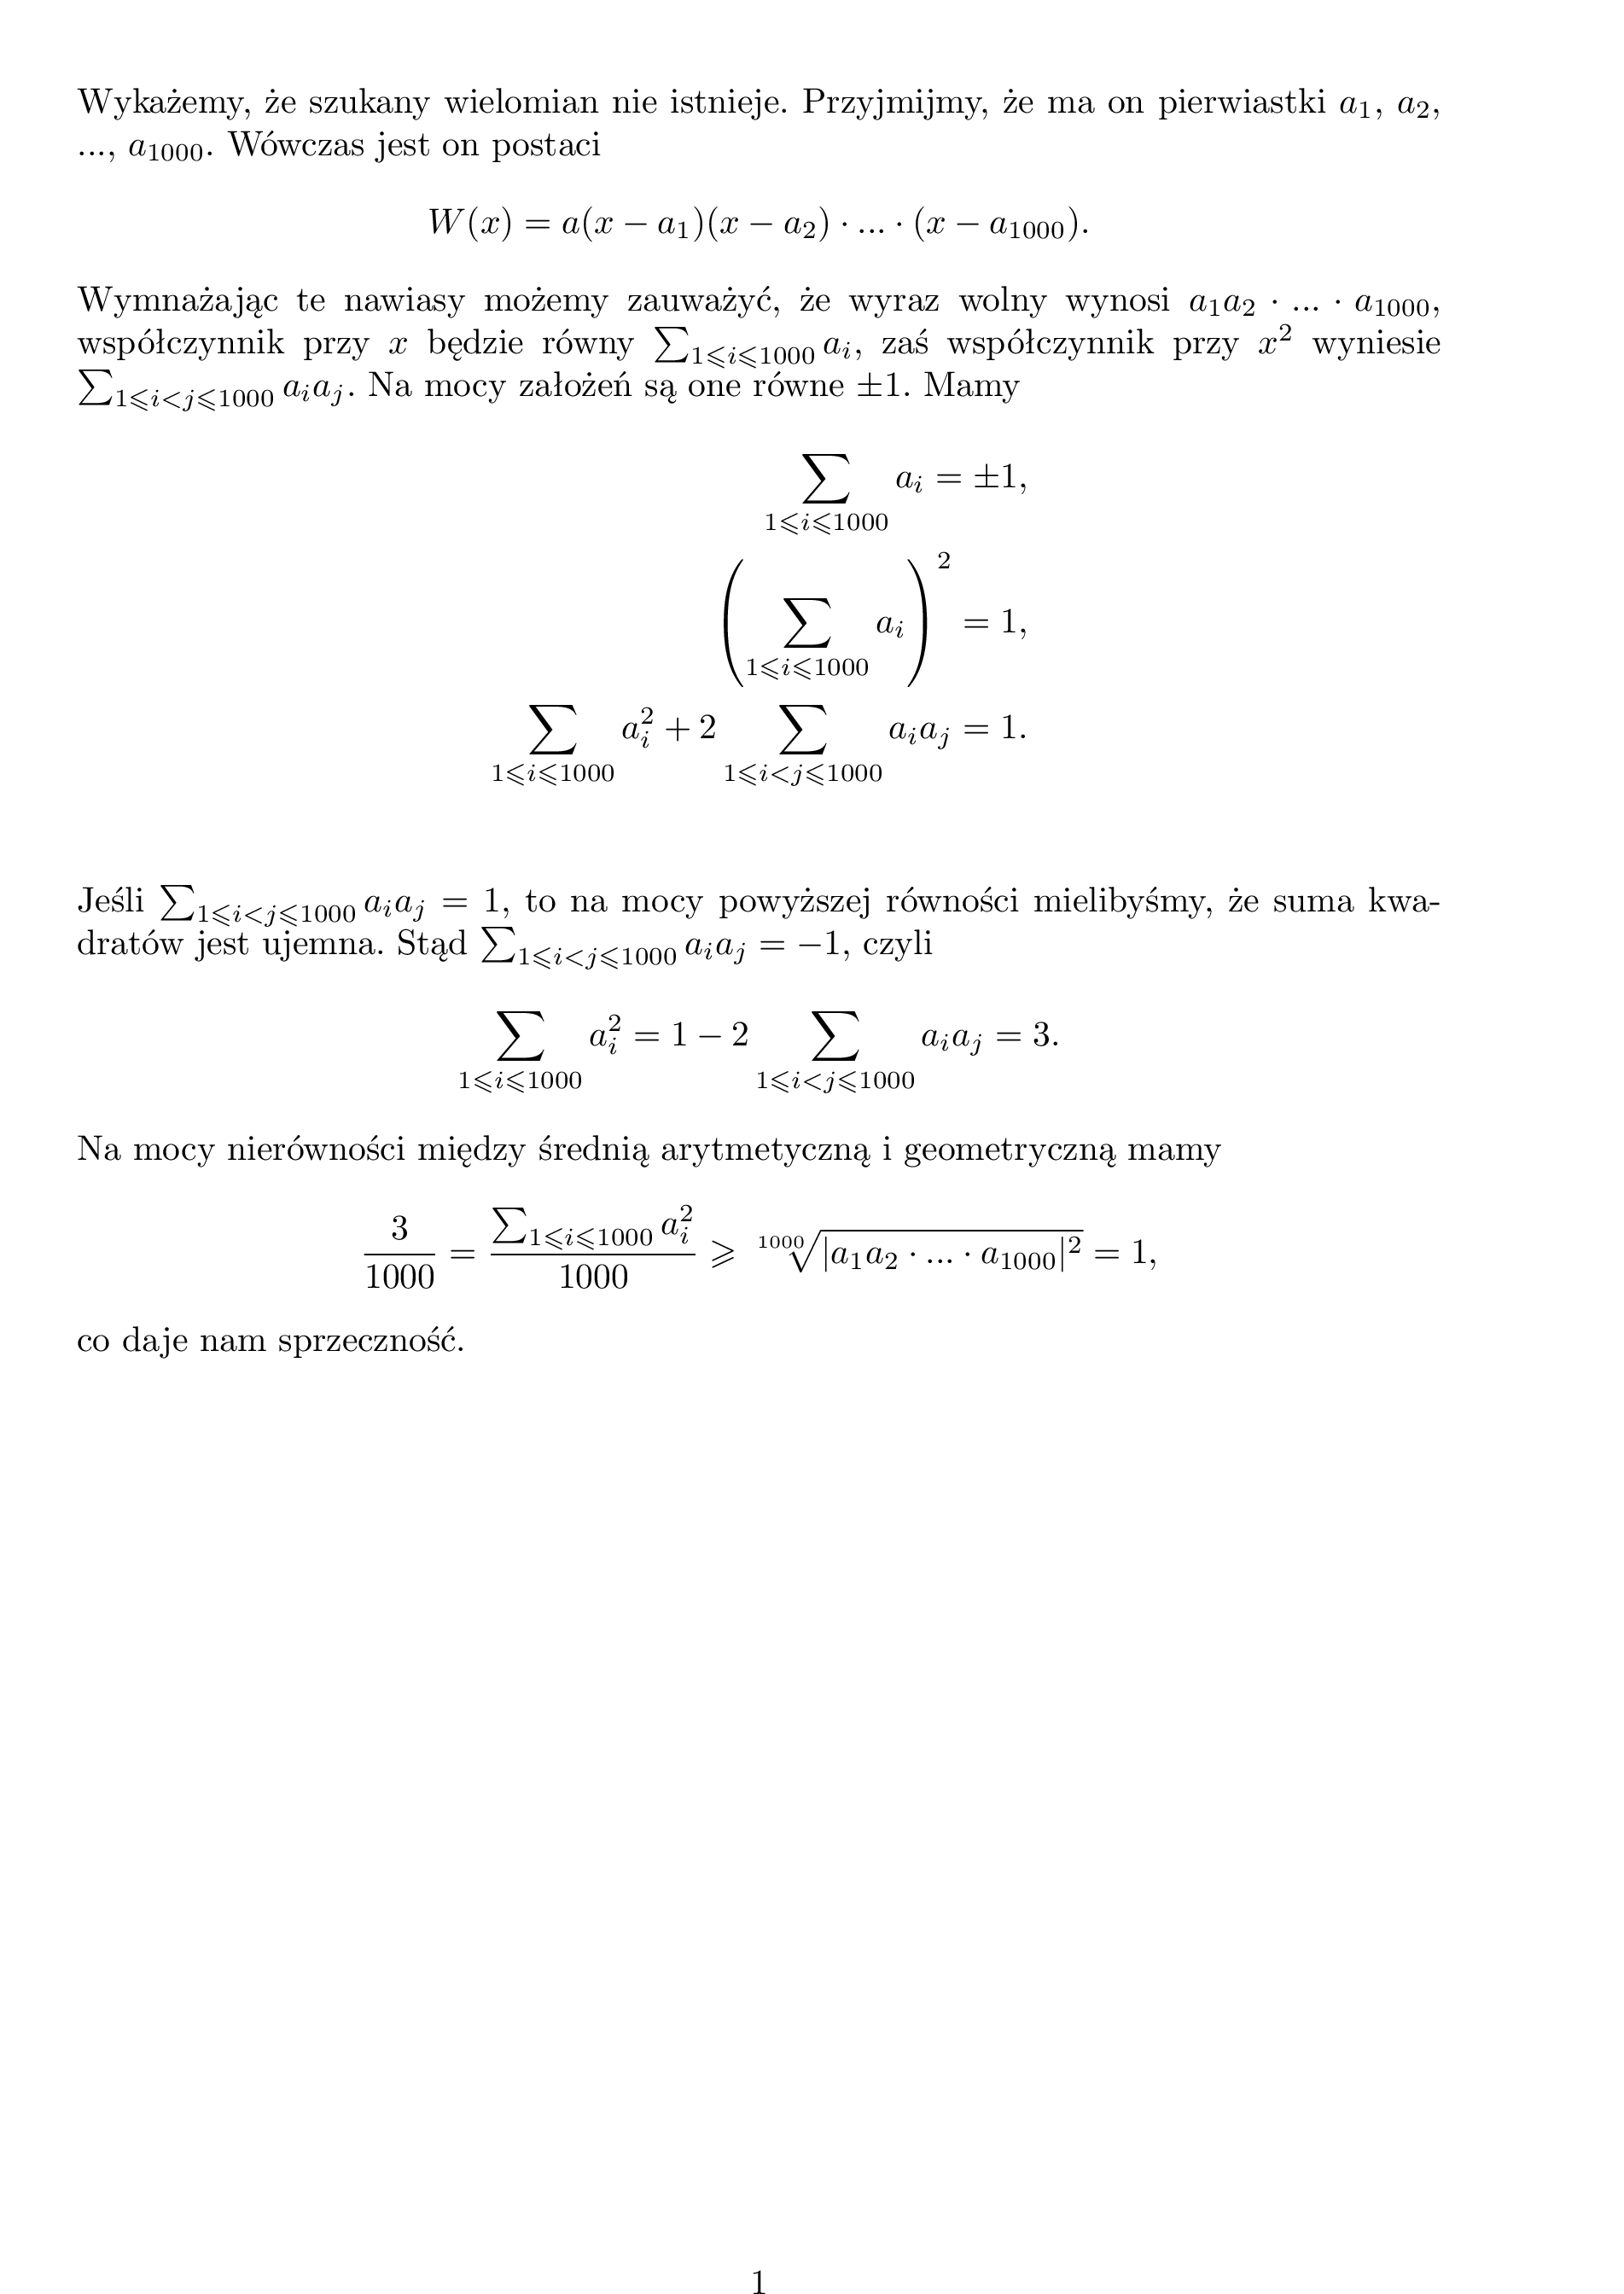 Wykażemy, że szukany wielomian nie istnieje. Przyjmijmy, że ma on pierwiastki $a_1$, $a_2$,
..., $a_{1000}$. Wówczas jest on postaci
$W(x) = a(x - a_1)(x - a_2) \cdot ... \cdot (x - a_{1000}).$
Wymnażając te nawiasy możemy zauważyć, że wyraz wolny wynosi $a_1a_2 \cdot ... \cdot a_{1000}$,
współczynnik przy $x$ będzie równy $\sum_{1 \leqslant i \leqslant 1000} a_i$, zaś współczynnik przy $x^2$ wyniesie
$\sum_{1 \leqslant i < j \leqslant 1000} a_ia_j$. Na mocy założeń są one równe $\pm 1$. Mamy
$\sum_{1 \leqslant i \leqslant 1000} a_i = \pm 1,$
$\left( \sum_{1 \leqslant i \leqslant 1000} a_i \right)^2 = 1,$
$\sum_{1 \leqslant i \leqslant 1000} a_i^2 + 2 \sum_{1 \leqslant i < j \leqslant 1000} a_ia_j = 1.$
Jeśli $\sum_{1 \leqslant i < j \leqslant 1000} a_ia_j = 1$, to na mocy powyższej równości mielibyśmy, że suma kwa-
dratów jest ujemna. Stąd $\sum_{1 \leqslant i < j \leqslant 1000} a_ia_j = -1$, czyli
$\sum_{1 \leqslant i \leqslant 1000} a_i^2 = 1 - 2 \sum_{1 \leqslant i < j \leqslant 1000} a_ia_j = 3.$
Na mocy nierówności między średnią arytmetyczną i geometryczną mamy
$\frac{3}{1000} = \frac{\sum_{1 \leqslant i \leqslant 1000} a_i^2}{1000} \geqslant \sqrt[1000]{|a_1a_2 \cdot ... \cdot a_{1000}|^2} = 1,$
co daje nam sprzeczność.
1